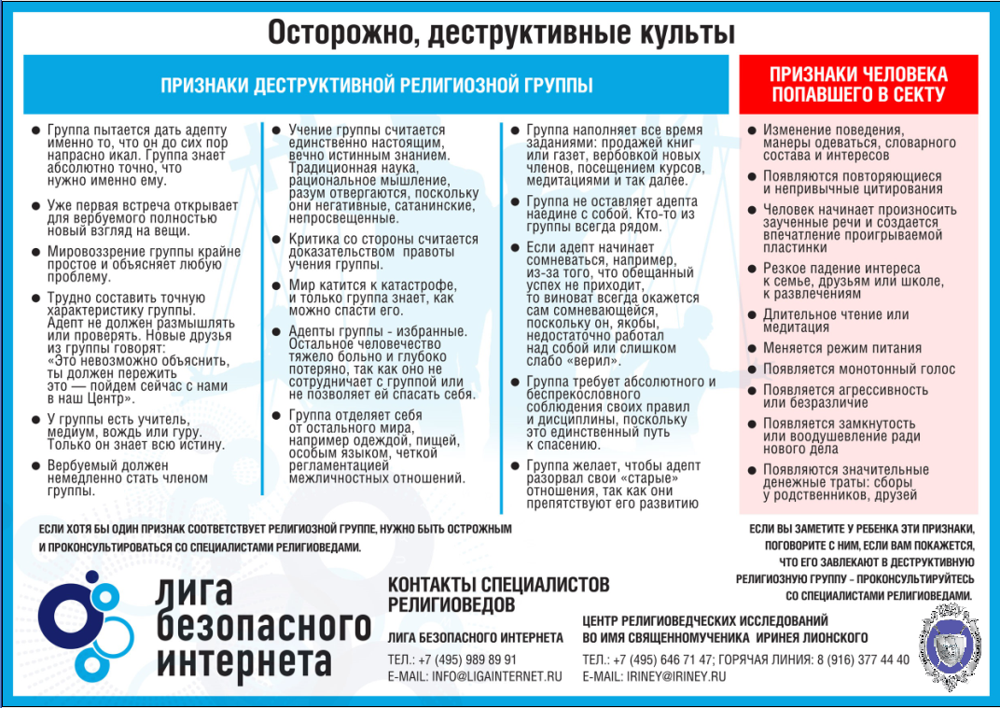 Осторожно, деструктивные культы
ПРИЗНАКИ ДЕСТРУКТИВНОЙ РЕЛИГИОЗНОЙ ГРУППЫ
● Группа пытается дать адепту
именно то, что он до сих пор
напрасно икал. Группа знает
абсолютно точно, что
нужно именно ему.
● Уже первая встреча открывает
для вербуемого полностью
новый взгляд на вещи.
● Мировоззрение группы крайне
простое и объясняет любую
проблему.
● Трудно составить точную
характеристику группы.
Адепт не должен размышлять
или проверять. Новые друзья
из группы говорят:
«Это невозможно объяснить,
ты должен пережить
это — пойдем сейчас с нами
в наш Центр».
● У группы есть учитель,
медиум, вождь или гуру.
Только он знает всю истину.
● Вербуемый должен
немедленно стать членом
группы.
● Учение группы считается
единственно настоящим,
вечно истинным знанием.
Традиционная наука,
рациональное мышление,
разум отвергаются, поскольку
они негативные, сатанинские,
непросвещенные.
● Критика со стороны считается
доказательством правоты
учения группы.
● Мир катится к катастрофе,
и только группа знает, как
можно спасти его.
● Адепты группы - избранные.
Остальное человечество
тяжело больно и глубоко
потеряно, так как оно не
сотрудничает с группой или
не позволяет ей спасать себя.
● Группа отделяет себя
от остального мира,
например одеждой, пищей,
особым языком, четкой
регламентацией
межличностных отношений.
● Группа наполняет все время
заданиями: продажей книг
или газет, вербовкой новых
членов, посещением курсов,
медитациями и так далее.
● Группа не оставляет адепта
наедине с собой. Кто-то из
группы всегда рядом.
● Если адепт начинает
сомневаться, например,
из-за того, что обещанный
успех не приходит,
то виноват всегда окажется
сам сомневающейся,
поскольку он, якобы,
недостаточно работал
над собой или слишком
слабо «верил».
● Группа требует абсолютного и
беспрекословного
соблюдения своих правил
и дисциплины, поскольку
это единственный путь
к спасению.
● Группа желает, чтобы адепт
разорвал свои «старые»
отношения, так как они
препятствуют его развитию
ПРИЗНАКИ ЧЕЛОВЕКА
ПОПАВШЕГО В СЕКТУ
● Изменение поведения,
манеры одеваться, словарного
состава и интересов
● Появляются повторяющиеся
и непривычные цитирования
● Человек начинает произносить
заученные речи и создается
впечатление проигрываемой
пластинки
● Резкое падение интереса
к семье, друзьям или школе,
к развлечениям
● Длительное чтение или
медитация
● Меняется режим питания
● Появляется монотонный голос
● Появляется агрессивность
или безразличие
● Появляется замкнутость
или воодушевление ради
нового дела
● Появляются значительные
денежные траты: сборы
у родственников, друзей
ЕСЛИ ХОТЯ БЫ ОДИН ПРИЗНАК СООТВЕТСТВУЕТ РЕЛИГИОЗНОЙ ГРУППЕ, НУЖНО БЫТЬ ОСТОРОЖНЫМ
И ПРОКОНСУЛЬТИРОВАТЬСЯ СО СПЕЦИАЛИСТАМИ РЕЛИГИОВЕДАМИ.
ЕСЛИ ВЫ ЗАМЕТИТЕ У РЕБЕНКА ЭТИ ПРИЗНАКИ,
ПОГОВОРИТЕ С НИМ, ЕСЛИ ВАМ ПОКАЖЕТСЯ,
ЧТО ЕГО ЗАВЛЕКАЮТ В ДЕСТРУКТИВНУЮ
РЕЛИГИОЗНУЮ ГРУППУ - ПРОКОНСУЛЬТИРУЙТЕСЬ
СО СПЕЦИАЛИСТАМИ РЕЛИГИОВЕДАМИ.
лига
безопасного
интернета
КОНТАКТЫ СПЕЦИАЛИСТОВ
РЕЛИГИОВЕДОВ
ЛИГА БЕЗОПАСНОГО ИНТЕРНЕТА
ТЕЛ.: +7 (495) 989 89 91
E-MAIL: INFO@LIGAINTERNET.RU
ЦЕНТР РЕЛИГИОВЕДЧЕСКИХ ИССЛЕДОВАНИЙ
ВО ИМЯ СВЯЩЕННОМУЧЕНИКА ИРИНЕЯ ЛИОНСКОГО
ТЕЛ.: +7 (495) 646 71 47; ГОРЯЧАЯ ЛИНИЯ: 8 (916) 377 44 40
E-MAIL: IRINEY@IRINEY.RU